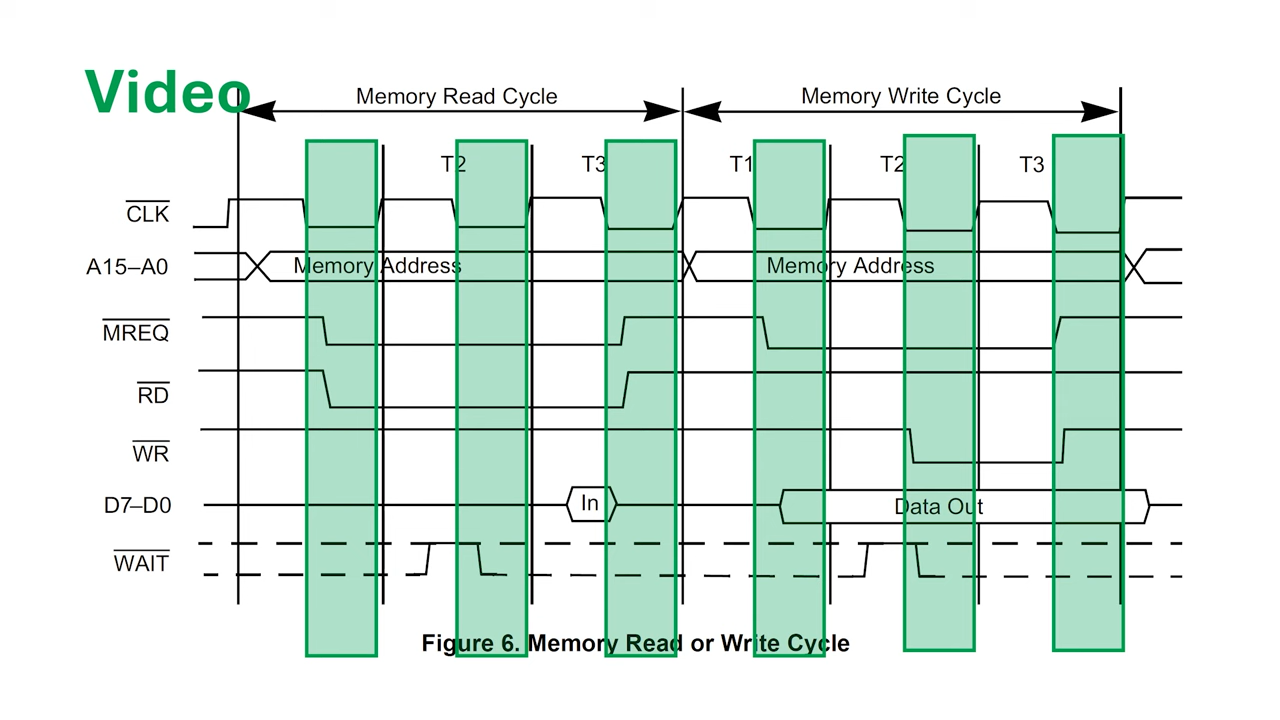 Video
Memory Read Cycle
Memory Write Cycle
T2
T3
T1
T2
T3
CLK
A15–A0
Memory Address
Memory Address
MREQ
RD
WR
D7–D0
In
Data Out
WAIT
Figure 6. Memory Read or Write Cycle